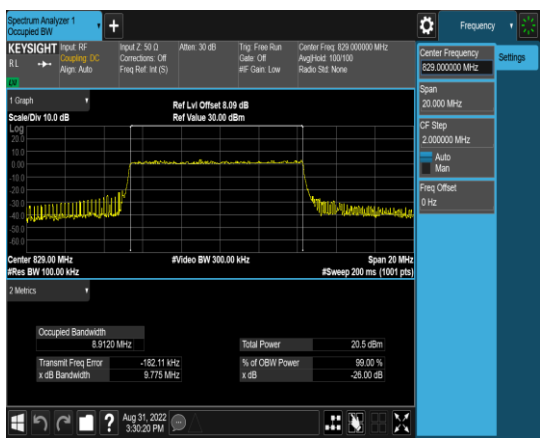 Spectrum Analyzer 1
Occupied BW
+
Frequency
KEYSIGHT
Input: RF
Input Z: 50 Ω
Atten: 30 dB
Trig: Free Run
Center Freq: 829.000000 MHz
RL
Coupling: DC
Corrections: Off
Gate: Off
Avg|Hold: 100/100
Align: Auto
Freq Ref: Int (S)
#IF Gain: Low
Radio Std: None
Center Frequency
829.000000 MHz
Settings
Span
20.000 MHz
CF Step
2.000000 MHz
Auto
Man
Freq Offset
0 Hz
1 Graph
Ref Lvl Offset 8.09 dB
Scale/Div 10.0 dB
Ref Value 30.00 dBm
Log
20.0
10.0
0.00
-10.0
-20.0
-30.0
-40.0
-50.0
-60.0
Center 829.00 MHz
#Video BW 300.00 kHz
Span 20 MHz
#Res BW 100.00 kHz
#Sweep 200 ms (1001 pts)
2 Metrics
Occupied Bandwidth
8.9120 MHz
Total Power
20.5 dBm
Transmit Freq Error
-182.11 kHz
% of OBW Power
99.00 %
x dB Bandwidth
9.775 MHz
x dB
-26.00 dB
?
Aug 31, 2022
3:30:20 PM